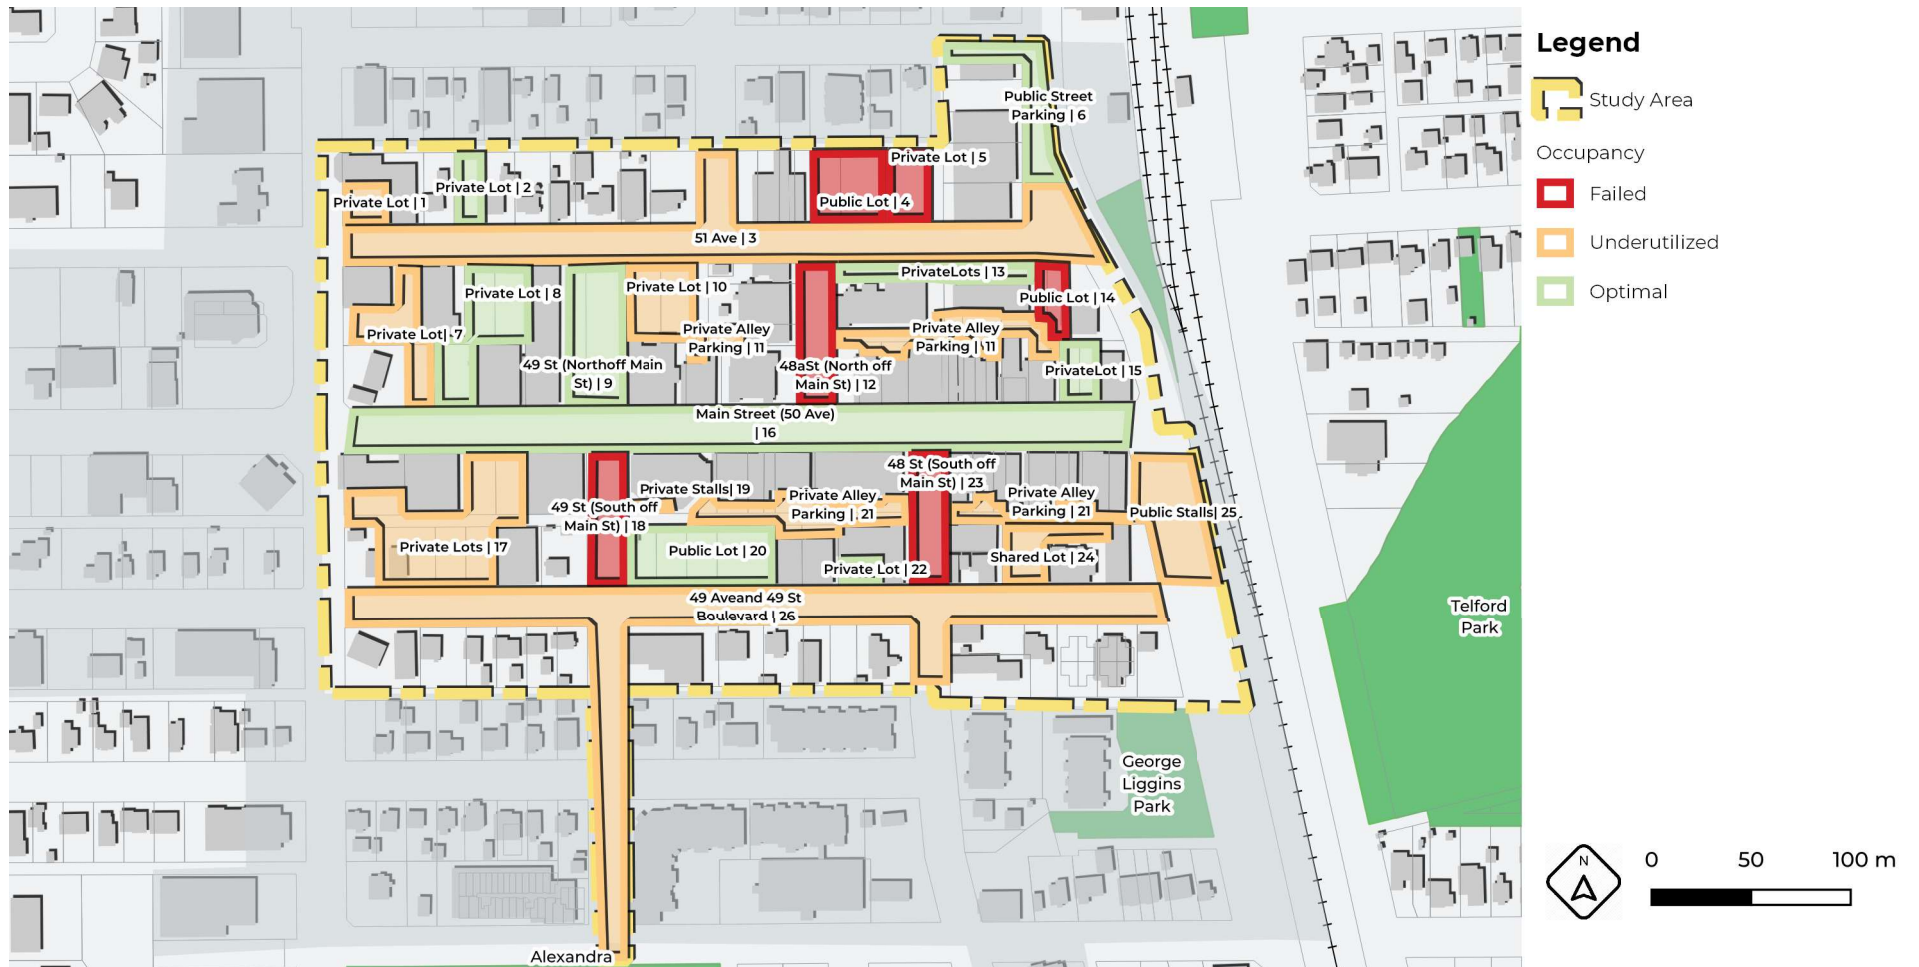 Legend
Study Area
Occupancy
Failed
Underutilized
Optimal
Public Street
Parking | 6
Private Lot | 5
Private Lot | 2
Private Lot | 1
Public Lot | 4
51 Ave | 3
PrivateLots | 13
Private Lot | 10
Private Lot | 8
Public Lot | 14
Private Lot| 7
Private Alley
Parking | 11
Private Alley
Parking | 11
49 St (Northoff Main
St) | 9
48aSt (North off
Main St) | 12
PrivateLot | 15
Main Street (50 Ave)
| 16
48 St (South off
Main St) | 23
Private Stalls| 19
Private Alley
Parking | 21
Private Alley
Parking | 21
49 St (South off
Main St) | 18
Public Stalls| 25
Private Lots | 17
Public Lot | 20
Shared Lot | 24
Private Lot | 22
49 Aveand 49 St
Boulevard | 26
Telford
Park
George
Liggins
Park
Alexandra
N
0 50 100 m